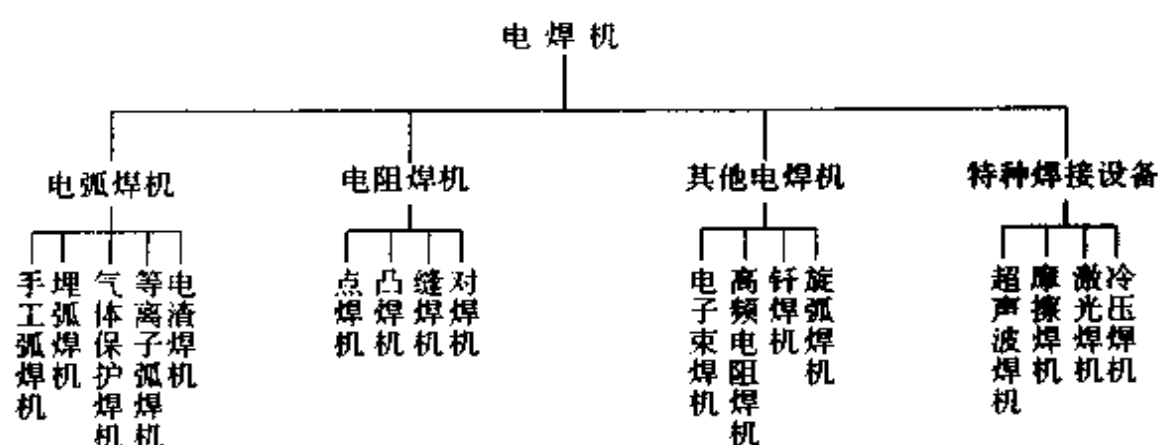 电焊机
电弧焊机
电阻焊机
其他电焊机
特种焊接设备
手工弧焊机
埋弧焊机
气体保护焊机
等离子弧焊机
电渣焊机
点焊机
凸焊机
缝焊机
对焊机
电子束焊机
高频电阻焊机
钎焊机
旋弧焊机
超声波焊机
摩擦焊机
激光焊机
冷压焊机